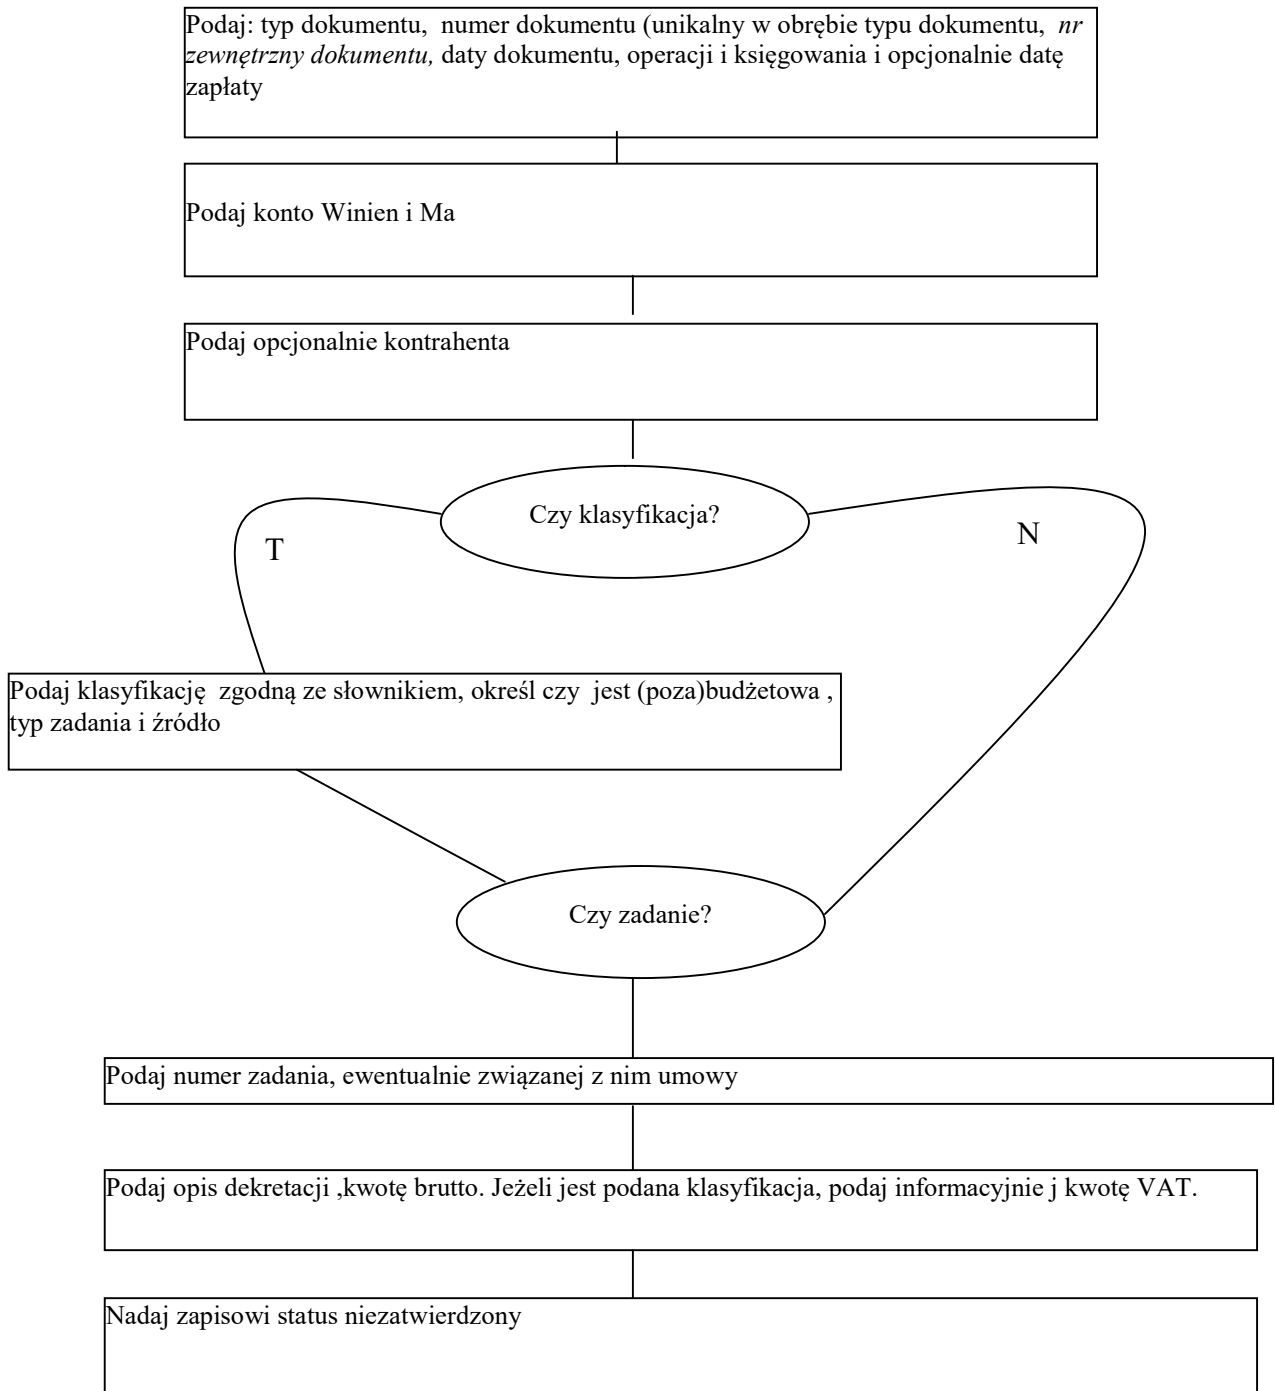 Podaj: typ dokumentu, numer dokumentu (unikalny w obrębie typu dokumentu, nr
zewnętrzny dokumentu, daty dokumentu, operacji i księgowania i opcjonalnie datę
zapłaty
Podaj konto Winien i Ma
Podaj opcjonalnie kontrahenta
Czy klasyfikacja?
T
N
Podaj klasyfikację zgodną ze słownikiem, określ czy jest (poza)budżetowa ,
typ zadania i źródło
Czy zadanie?
Podaj numer zadania, ewentualnie związanej z nim umowy
Podaj opis dekretacji ,kwotę brutto. Jeżeli jest podana klasyfikacja, podaj informacyjnie j kwotę VAT.
Nadaj zapisowi status niezatwierdzony